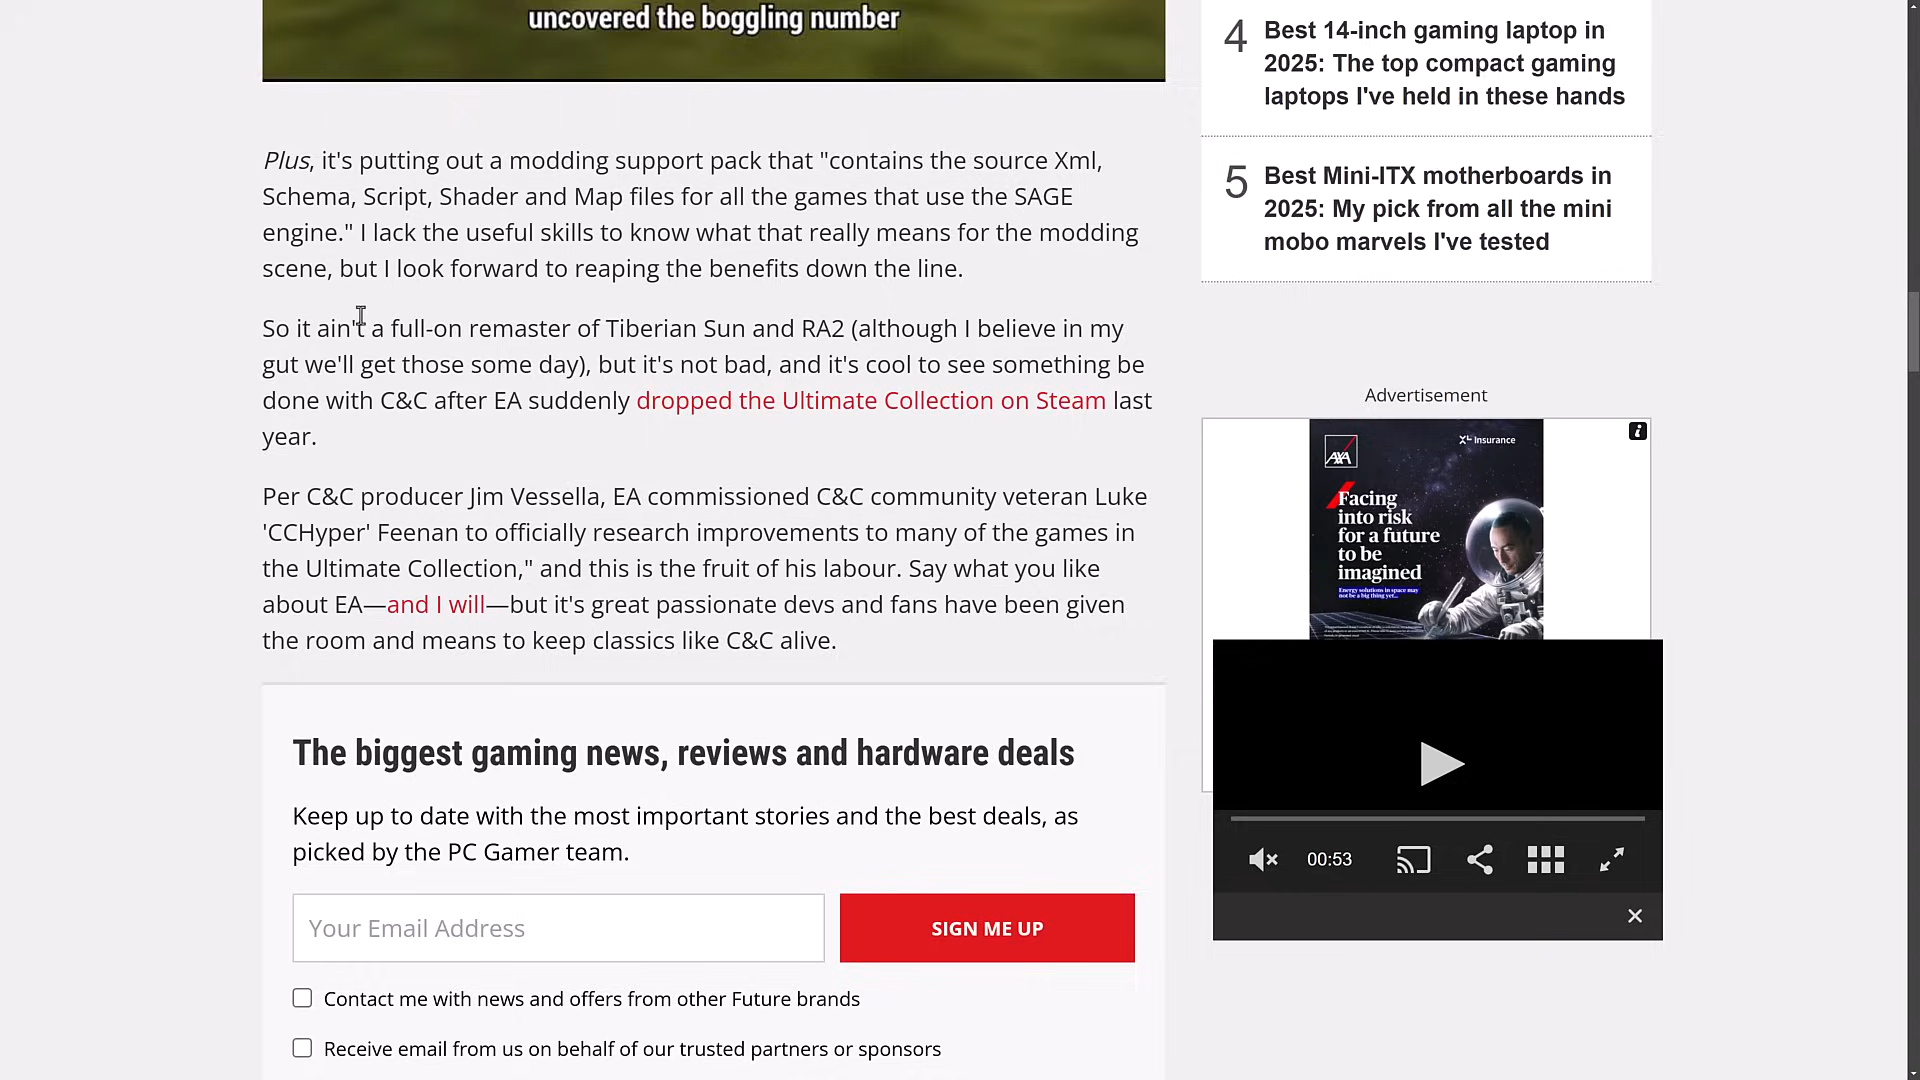 uncovered the boggling number
Plus, it's putting out a modding support pack that "contains the source Xml,
Schema, Script, Shader and Map files for all the games that use the SAGE
engine." I lack the useful skills to know what that really means for the modding
scene, but I look forward to reaping the benefits down the line.
So it ain't a full-on remaster of Tiberian Sun and RA2 (although I believe in my
gut we'll get those some day), but it's not bad, and it's cool to see something be
done with C&C after EA suddenly dropped the Ultimate Collection on Steam last
year.
Per C&C producer Jim Vessella, EA commissioned C&C community veteran Luke
'CCHyper' Feenan to officially research improvements to many of the games in
the Ultimate Collection," and this is the fruit of his labour. Say what you like
about EA—and I will—but it's great passionate devs and fans have been given
the room and means to keep classics like C&C alive.
The biggest gaming news, reviews and hardware deals
Keep up to date with the most important stories and the best deals, as
picked by the PC Gamer team.
Your Email Address
SIGN ME UP
Contact me with news and offers from other Future brands
Receive email from us on behalf of our trusted partners or sponsors
4
Best 14-inch gaming laptop in
2025: The top compact gaming
laptops I've held in these hands
5
Best Mini-ITX motherboards in
2025: My pick from all the mini
mobo marvels I've tested
Advertisement
AXA
XL Insurance
Facing
into risk
for a future
to be
imagined
Energy solutions in space may
not be a big thing yet...
00:53